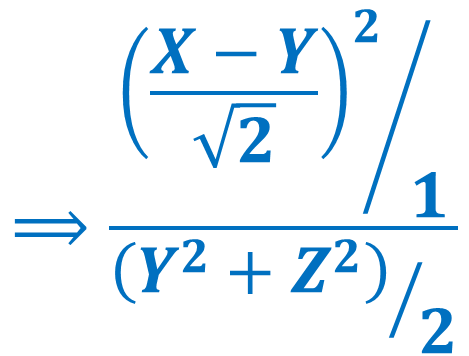 ⟹ ((X − Y)/√2)² / 1
(Y² + Z²) / 2